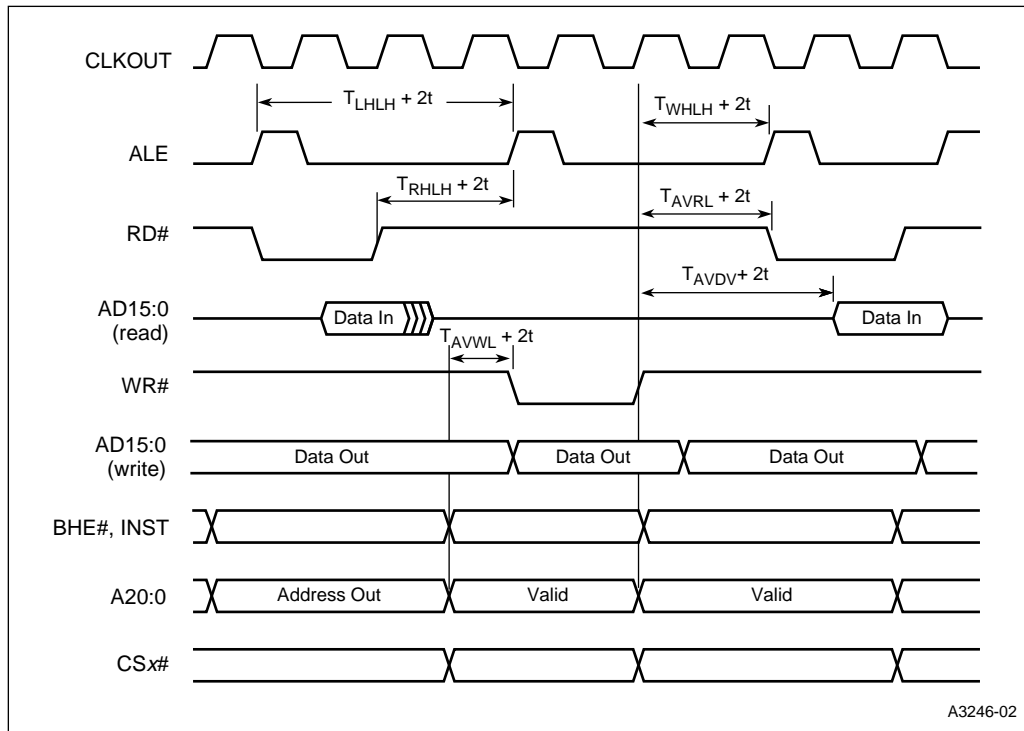 CLKOUT
T_LHLH + 2t
T_WHLH + 2t
ALE
T_RHLH + 2t
T_AVRL + 2t
RD#
T_AVDV+ 2t
AD15:0
(read)
Data In
Data In
T_AVWL + 2t
WR#
AD15:0
(write)
Data Out
Data Out
Data Out
BHE#, INST
A20:0
Address Out
Valid
Valid
CSx#
A3246-02